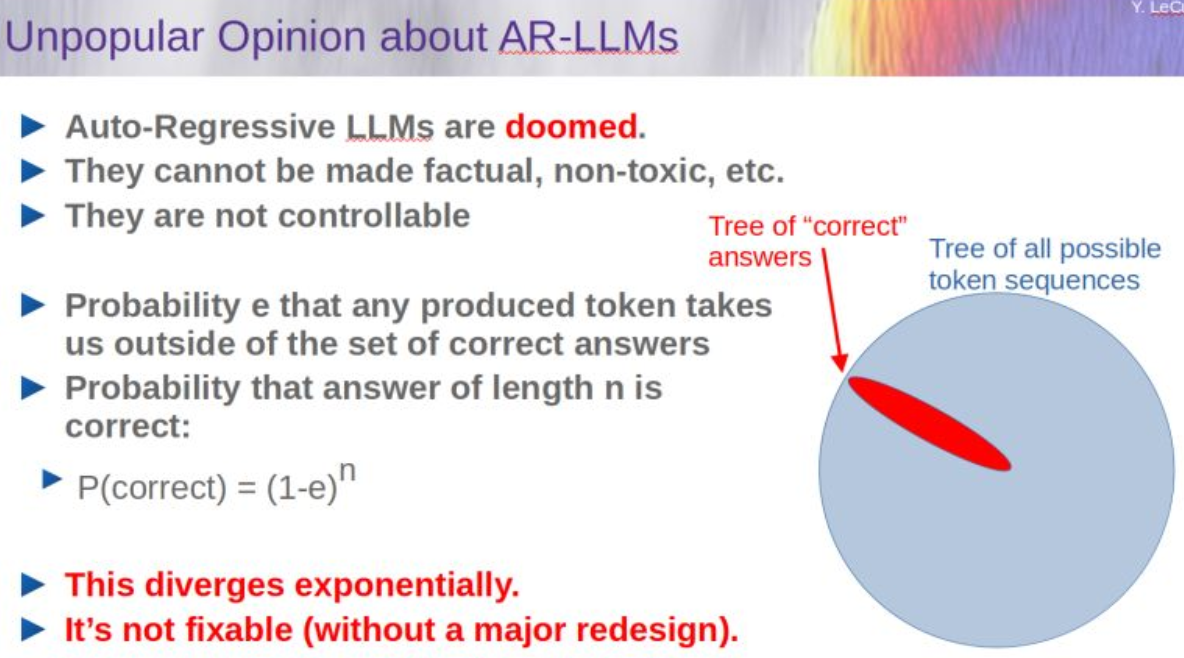 Y. LeC
Unpopular Opinion about AR-LLMs
Auto-Regressive LLMs are doomed.
They cannot be made factual, non-toxic, etc.
They are not controllable
Tree of “correct”
answers
Tree of all possible
token sequences
Probability e that any produced token takes
us outside of the set of correct answers
Probability that answer of length n is
correct:
P(correct) = (1-e)^n
This diverges exponentially.
It’s not fixable (without a major redesign).